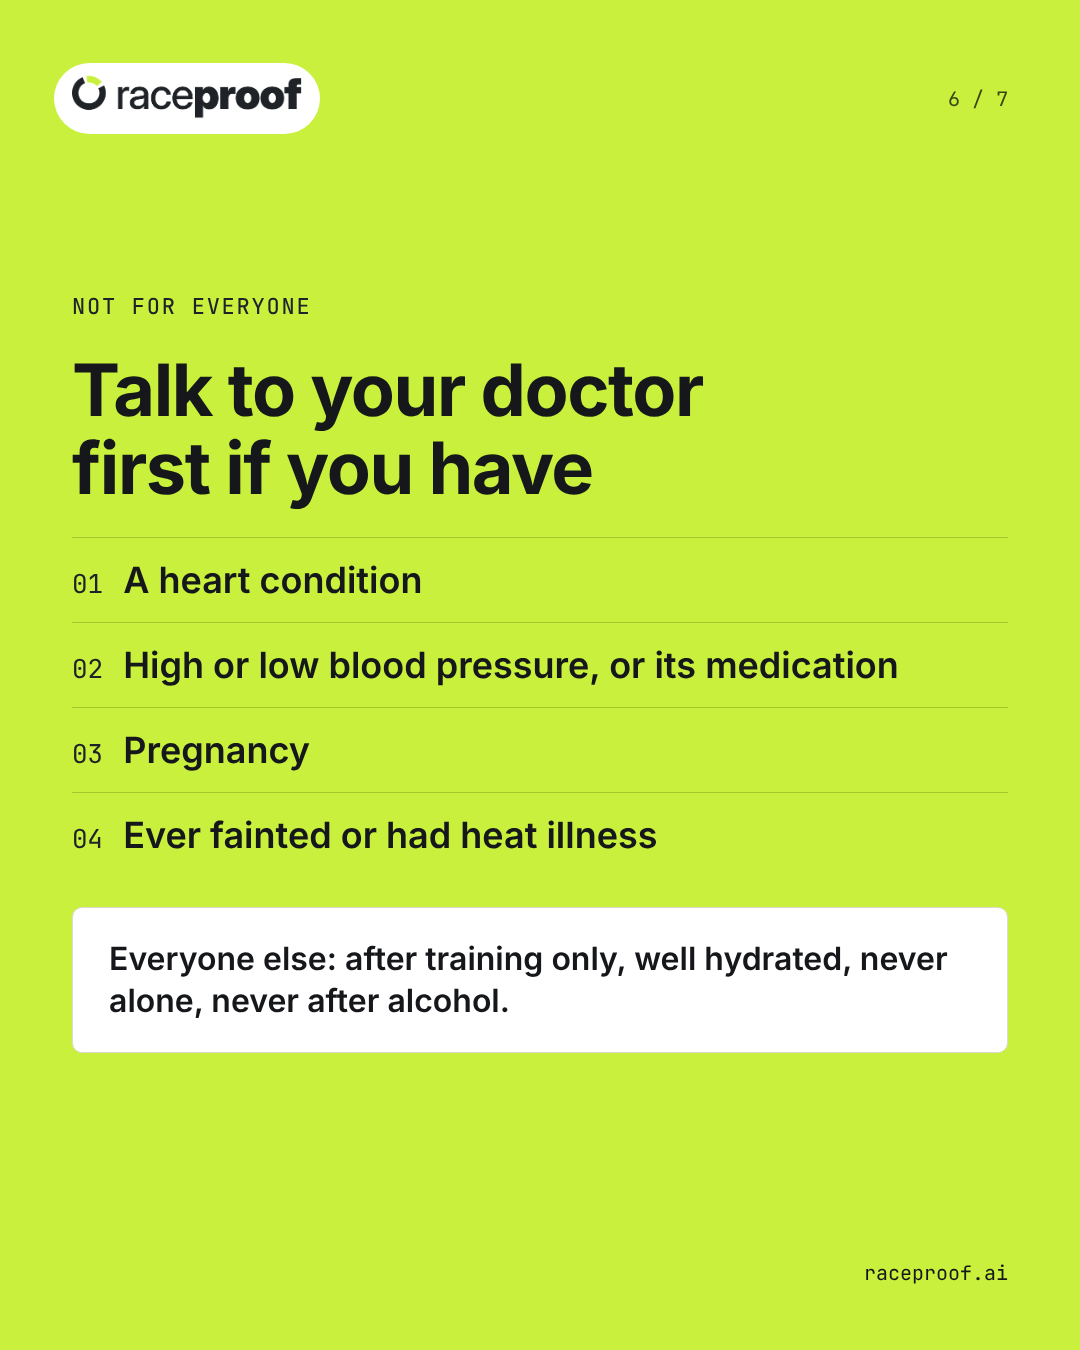 raceproof
6 / 7
NOT FOR EVERYONE
Talk to your doctor
first if you have
01 A heart condition
02 High or low blood pressure, or its medication
03 Pregnancy
04 Ever fainted or had heat illness
Everyone else: after training only, well hydrated, never
alone, never after alcohol.
raceproof.ai